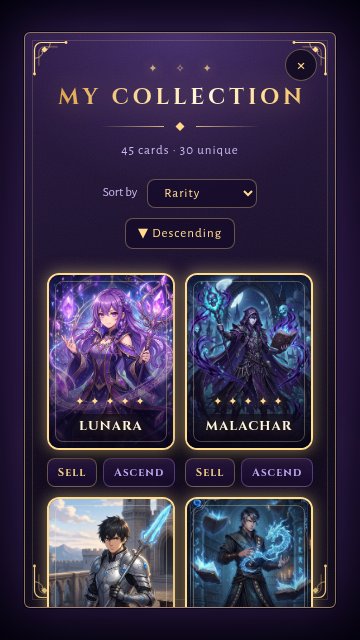 ×
MY COLLECTION
45 cards · 30 unique
Sort by Rarity
▼ Descending
LUNARA
MALACHAR
SELL ASCEND SELL ASCEND